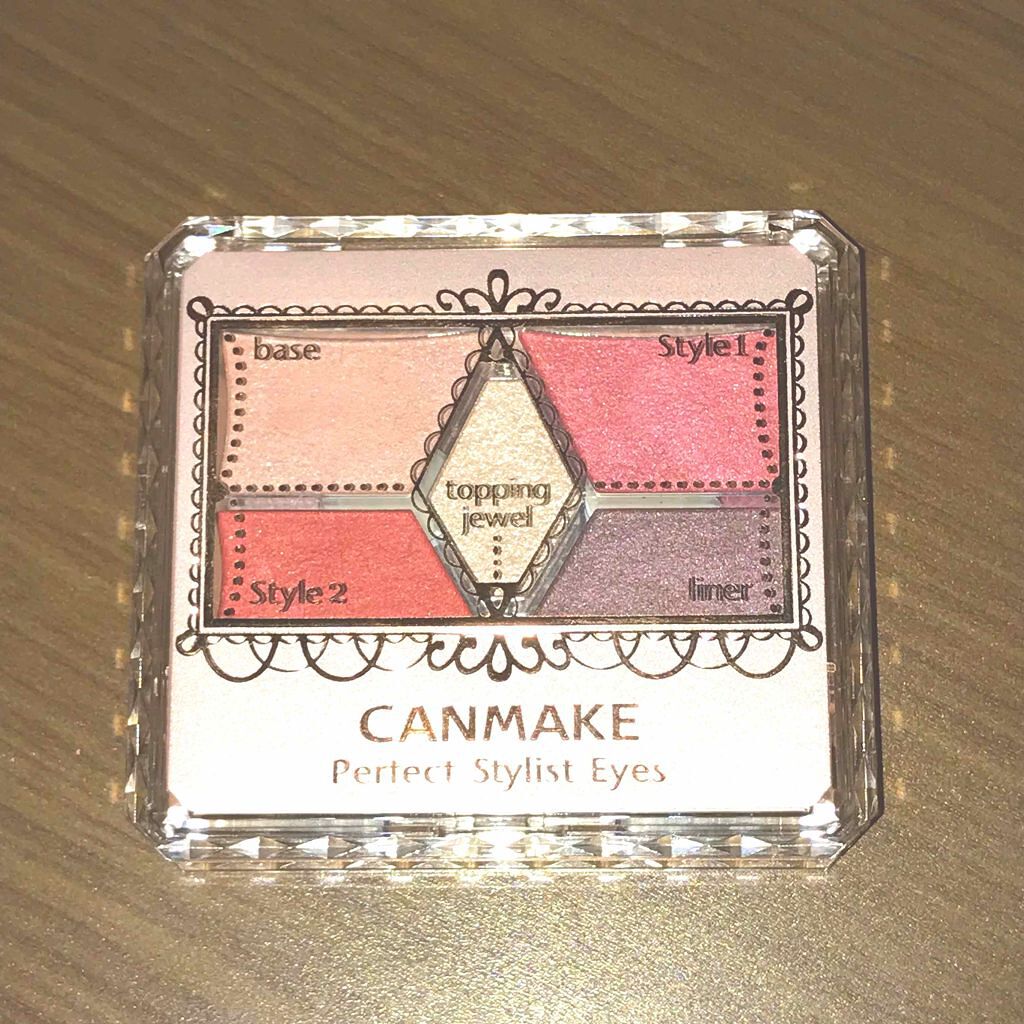 base
Style1
topping
jewel
Style 2
liner
CANMAKE
Perfect Stylist Eyes